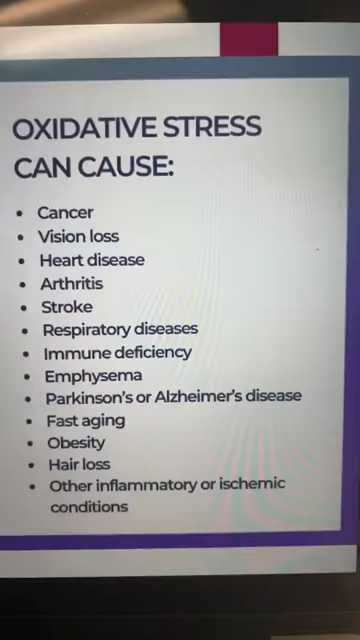 OXIDATIVE STRESS
CAN CAUSE:
• Cancer
• Vision loss
• Heart disease
• Arthritis
• Stroke
• Respiratory diseases
• Immune deficiency
• Emphysema
• Parkinson's or Alzheimer's disease
• Fast aging
• Obesity
• Hair loss
• Other inflammatory or ischemic
conditions